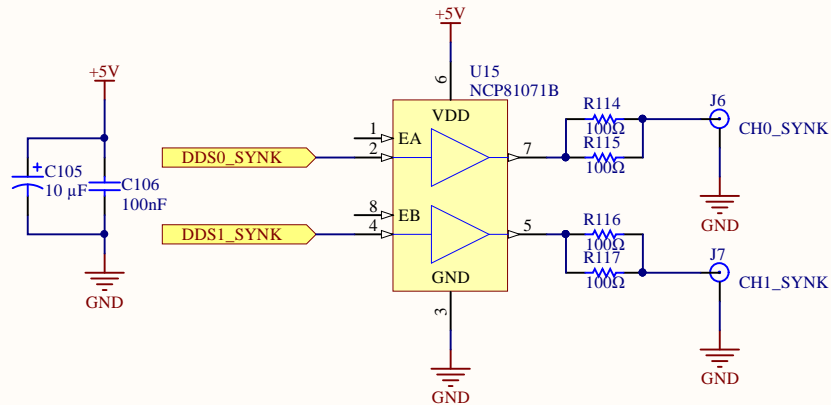 +5V
C105
10 µF
C106
100nF
GND
DDS0_SYNK
DDS1_SYNK
+5V
6
U15
NCP81071B
VDD
1
EA
2
7
8
EB
4
5
GND
3
GND
R114
100Ω
R115
100Ω
R116
100Ω
R117
100Ω
J6
CH0_SYNK
GND
J7
CH1_SYNK
GND